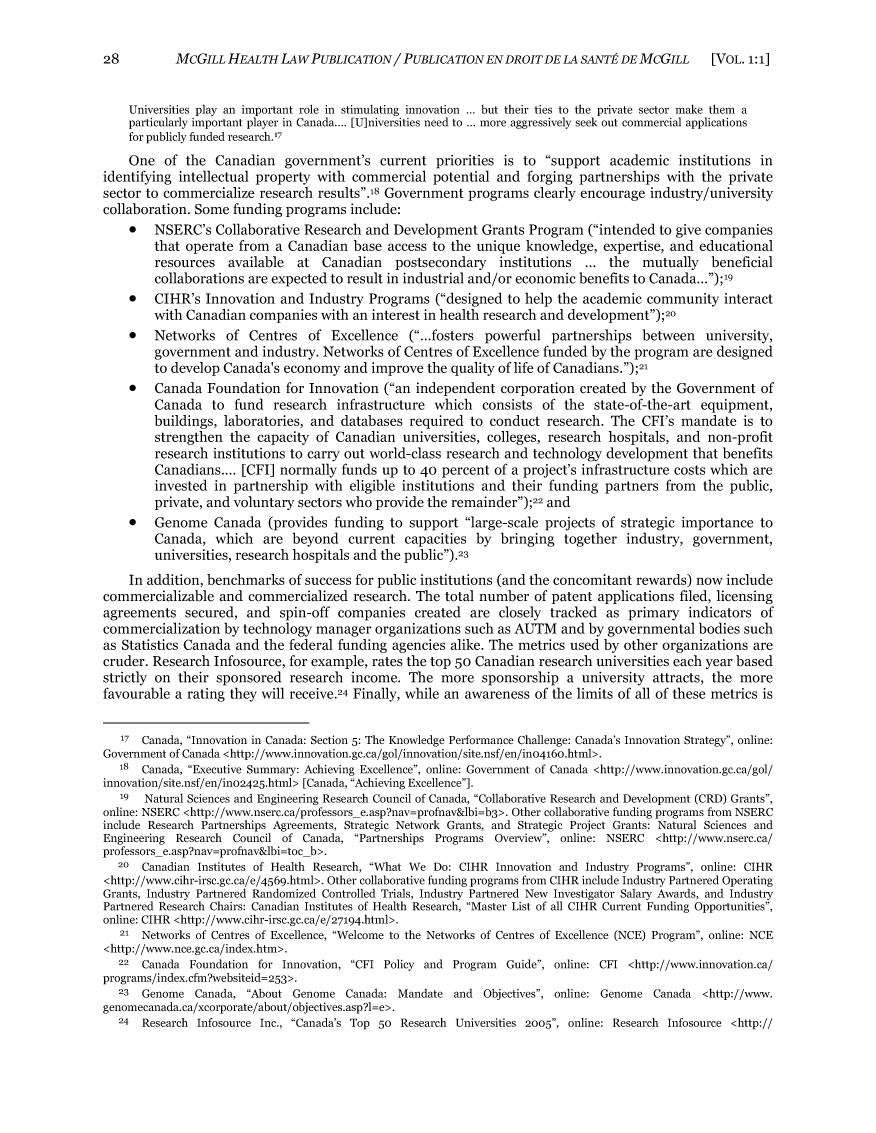 28 MCGILL HEALTH LAW PUBLICATION / PUBLICATION EN DROIT DE LA SANTÉ DE MCGILL [VOL. 1:1]
Universities play an important role in stimulating innovation ... but their ties to the private sector make them a
particularly important player in Canada.... [U]niversities need to ... more aggressively seek out commercial applications
for publicly funded research.17
One of the Canadian government’s current priorities is to “support academic institutions in
identifying intellectual property with commercial potential and forging partnerships with the private
sector to commercialize research results”.18 Government programs clearly encourage industry/university
collaboration. Some funding programs include:
• NSERC’s Collaborative Research and Development Grants Program (“intended to give companies
that operate from a Canadian base access to the unique knowledge, expertise, and educational
resources available at Canadian postsecondary institutions ... the mutually beneficial
collaborations are expected to result in industrial and/or economic benefits to Canada...”);19
• CIHR’s Innovation and Industry Programs (“designed to help the academic community interact
with Canadian companies with an interest in health research and development”);20
• Networks of Centres of Excellence (“...fosters powerful partnerships between university,
government and industry. Networks of Centres of Excellence funded by the program are designed
to develop Canada's economy and improve the quality of life of Canadians.”);21
• Canada Foundation for Innovation (“an independent corporation created by the Government of
Canada to fund research infrastructure which consists of the state-of-the-art equipment,
buildings, laboratories, and databases required to conduct research. The CFI’s mandate is to
strengthen the capacity of Canadian universities, colleges, research hospitals, and non-profit
research institutions to carry out world-class research and technology development that benefits
Canadians.... [CFI] normally funds up to 40 percent of a project’s infrastructure costs which are
invested in partnership with eligible institutions and their funding partners from the public,
private, and voluntary sectors who provide the remainder”);22 and
• Genome Canada (provides funding to support “large-scale projects of strategic importance to
Canada, which are beyond current capacities by bringing together industry, government,
universities, research hospitals and the public”).23
In addition, benchmarks of success for public institutions (and the concomitant rewards) now include
commercializable and commercialized research. The total number of patent applications filed, licensing
agreements secured, and spin-off companies created are closely tracked as primary indicators of
commercialization by technology manager organizations such as AUTM and by governmental bodies such
as Statistics Canada and the federal funding agencies alike. The metrics used by other organizations are
cruder. Research Infosource, for example, rates the top 50 Canadian research universities each year based
strictly on their sponsored research income. The more sponsorship a university attracts, the more
favourable a rating they will receive.24 Finally, while an awareness of the limits of all of these metrics is
17 Canada, “Innovation in Canada: Section 5: The Knowledge Performance Challenge: Canada’s Innovation Strategy”, online:
Government of Canada <http://www.innovation.gc.ca/gol/innovation/site.nsf/en/in04160.html>.
18 Canada, “Executive Summary: Achieving Excellence”, online: Government of Canada <http://www.innovation.gc.ca/gol/
innovation/site.nsf/en/in02425.html> [Canada, “Achieving Excellence”].
19 Natural Sciences and Engineering Research Council of Canada, “Collaborative Research and Development (CRD) Grants”,
online: NSERC <http://www.nserc.ca/professors_e.asp?nav=profnav&lbi=b3>. Other collaborative funding programs from NSERC
include Research Partnerships Agreements, Strategic Network Grants, and Strategic Project Grants: Natural Sciences and
Engineering Research Council of Canada, “Partnerships Programs Overview”, online: NSERC <http://www.nserc.ca/
professors_e.asp?nav=profnav&lbi=toc_b>.
20 Canadian Institutes of Health Research, “What We Do: CIHR Innovation and Industry Programs”, online: CIHR
<http://www.cihr-irsc.gc.ca/e/4569.html>. Other collaborative funding programs from CIHR include Industry Partnered Operating
Grants, Industry Partnered Randomized Controlled Trials, Industry Partnered New Investigator Salary Awards, and Industry
Partnered Research Chairs: Canadian Institutes of Health Research, “Master List of all CIHR Current Funding Opportunities”,
online: CIHR <http://www.cihr-irsc.gc.ca/e/27194.html>.
21 Networks of Centres of Excellence, “Welcome to the Networks of Centres of Excellence (NCE) Program”, online: NCE
<http://www.nce.gc.ca/index.htm>.
22 Canada Foundation for Innovation, “CFI Policy and Program Guide”, online: CFI <http://www.innovation.ca/
programs/index.cfm?websiteid=253>.
23 Genome Canada, “About Genome Canada: Mandate and Objectives”, online: Genome Canada <http://www.
genomecanada.ca/xcorporate/about/objectives.asp?l=e>.
24 Research Infosource Inc., “Canada’s Top 50 Research Universities 2005”, online: Research Infosource <http://